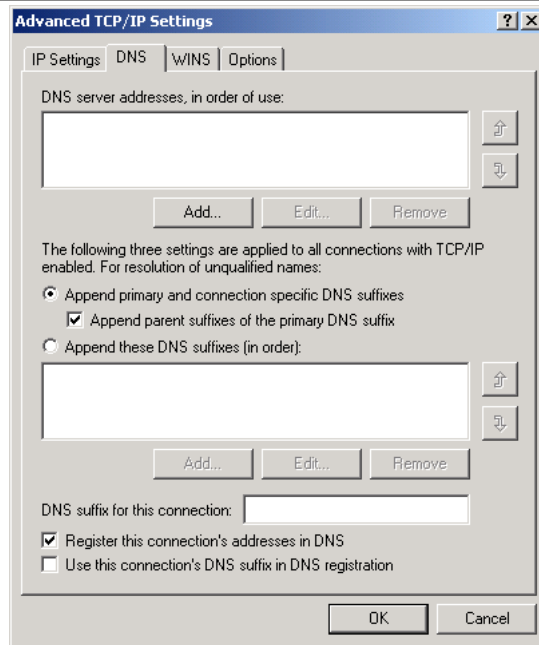 Advanced TCP/IP Settings
IP Settings DNS WINS Options
DNS server addresses, in order of use:
Add... Edit... Remove
The following three settings are applied to all connections with TCP/IP
enabled. For resolution of unqualified names:
Append primary and connection specific DNS suffixes
Append parent suffixes of the primary DNS suffix
Append these DNS suffixes (in order):
Add... Edit... Remove
DNS suffix for this connection:
Register this connection's addresses in DNS
Use this connection's DNS suffix in DNS registration
OK Cancel